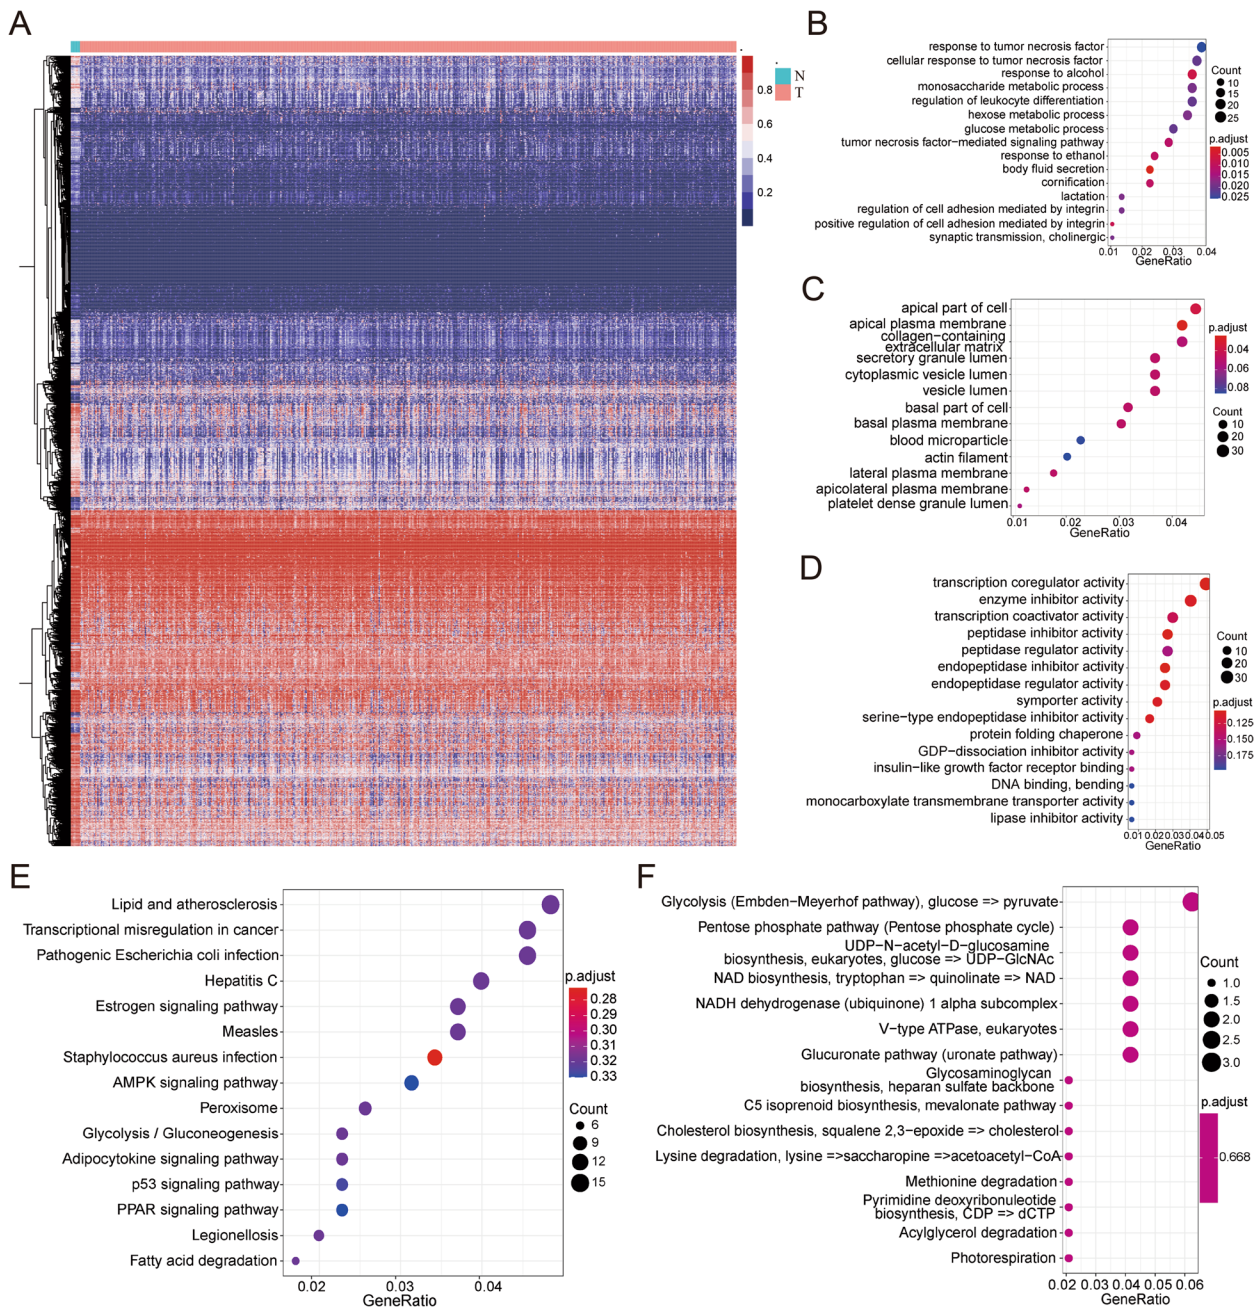 A
0.8
0.6
0.4
0.2
N
T
B
response to tumor necrosis factor
cellular response to tumor necrosis factor
response to alcohol
monosaccharide metabolic process
regulation of leukocyte differentiation
hexose metabolic process
glucose metabolic process
tumor necrosis factor−mediated signaling pathway
response to ethanol
body fluid secretion
cornification
lactation
regulation of cell adhesion mediated by integrin
positive regulation of cell adhesion mediated by integrin
synaptic transmission, cholinergic
0.01 0.02 0.03 0.04
GeneRatio
Count
10
15
20
25
p.adjust
0.005
0.010
0.015
0.020
0.025
C
apical part of cell
apical plasma membrane
collagen−containing
extracellular matrix
secretory granule lumen
cytoplasmic vesicle lumen
vesicle lumen
basal part of cell
basal plasma membrane
blood microparticle
actin filament
lateral plasma membrane
apicolateral plasma membrane
platelet dense granule lumen
0.01 0.02 0.03 0.04
GeneRatio
p.adjust
0.04
0.06
0.08
Count
10
20
30
D
transcription coregulator activity
enzyme inhibitor activity
transcription coactivator activity
peptidase inhibitor activity
peptidase regulator activity
endopeptidase inhibitor activity
endopeptidase regulator activity
symporter activity
serine−type endopeptidase inhibitor activity
protein folding chaperone
GDP−dissociation inhibitor activity
insulin−like growth factor receptor binding
DNA binding, bending
monocarboxylate transmembrane transporter activity
lipase inhibitor activity
0.01 0.02 0.03 0.04 0.05
GeneRatio
Count
10
20
30
p.adjust
0.125
0.150
0.175
E
Lipid and atherosclerosis
Transcriptional misregulation in cancer
Pathogenic Escherichia coli infection
Hepatitis C
Estrogen signaling pathway
Measles
Staphylococcus aureus infection
AMPK signaling pathway
Peroxisome
Glycolysis / Gluconeogenesis
Adipocytokine signaling pathway
p53 signaling pathway
PPAR signaling pathway
Legionellosis
Fatty acid degradation
0.02 0.03 0.04
GeneRatio
p.adjust
0.28
0.29
0.30
0.31
0.32
0.33
Count
6
9
12
15
F
Glycolysis (Embden−Meyerhof pathway), glucose => pyruvate
Pentose phosphate pathway (Pentose phosphate cycle)
UDP−N−acetyl−D−glucosamine
biosynthesis, eukaryotes, glucose => UDP−GlcNAc
NAD biosynthesis, tryptophan => quinolinate => NAD
NADH dehydrogenase (ubiquinone) 1 alpha subcomplex
V−type ATPase, eukaryotes
Glucuronate pathway (uronate pathway)
Glycosaminoglycan
biosynthesis, heparan sulfate backbone
C5 isoprenoid biosynthesis, mevalonate pathway
Cholesterol biosynthesis, squalene 2,3−epoxide => cholesterol
Lysine degradation, lysine =>saccharopine =>acetoacetyl−CoA
Methionine degradation
Pyrimidine deoxyribonuleotide
biosynthesis, CDP => dCTP
Acylglycerol degradation
Photorespiration
0.02 0.03 0.04 0.05 0.06
GeneRatio
Count
1.0
1.5
2.0
2.5
3.0
p.adjust
0.668